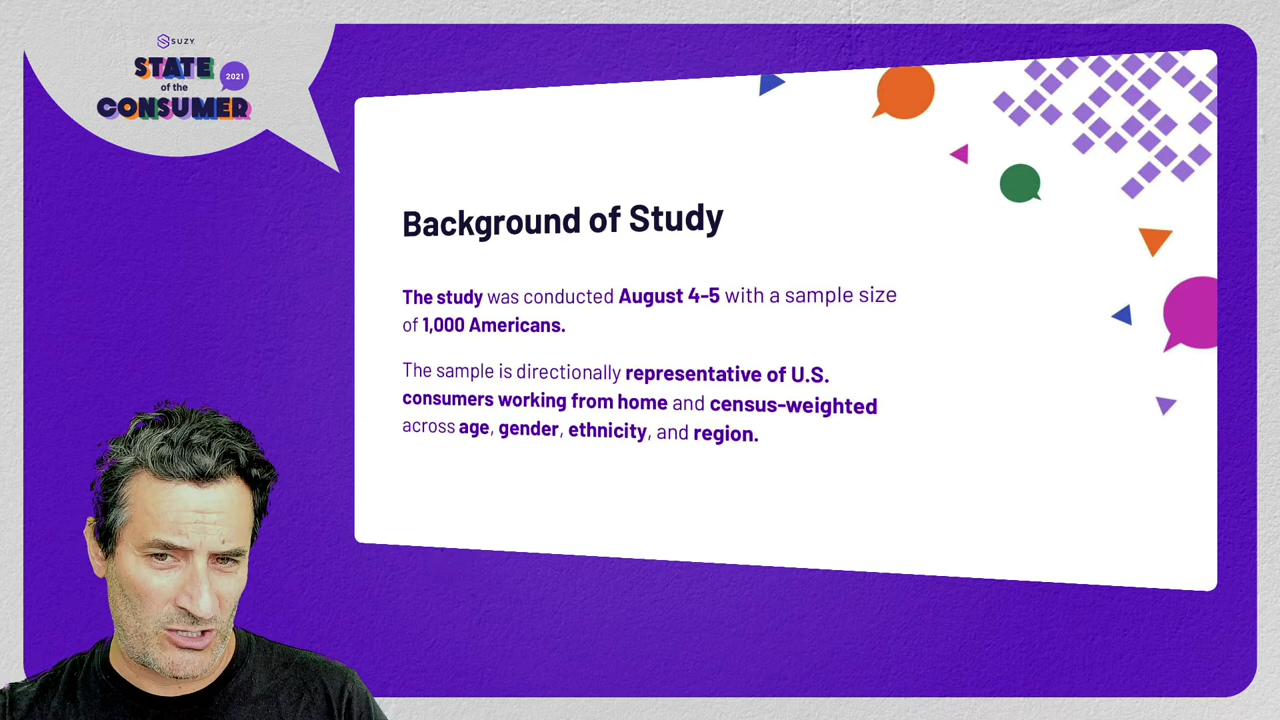 SUZY
STATE
2021
of the
CONSUMER
Background of Study
The study was conducted August 4-5 with a sample size
of 1,000 Americans.
The sample is directionally representative of U.S.
consumers working from home and census-weighted
across age, gender, ethnicity, and region.